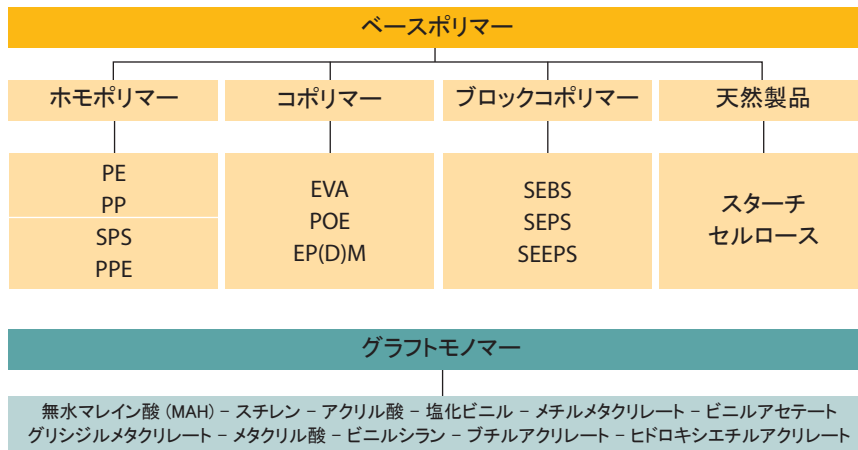 ベースポリマー
ホモポリマー
コポリマー
ブロックコポリマー
天然製品
PE
PP
SPS
PPE
EVA
POE
EP(D)M
SEBS
SEPS
SEEPS
スターチ
セルロース
グラフトモノマー
無水マレイン酸 (MAH) – スチレン – アクリル酸 – 塩化ビニル – メチルメタクリレート – ビニルアセテート
グリシジルメタクリレート – メタクリル酸 – ビニルシラン – ブチルアクリレート – ヒドロキシエチルアクリレート